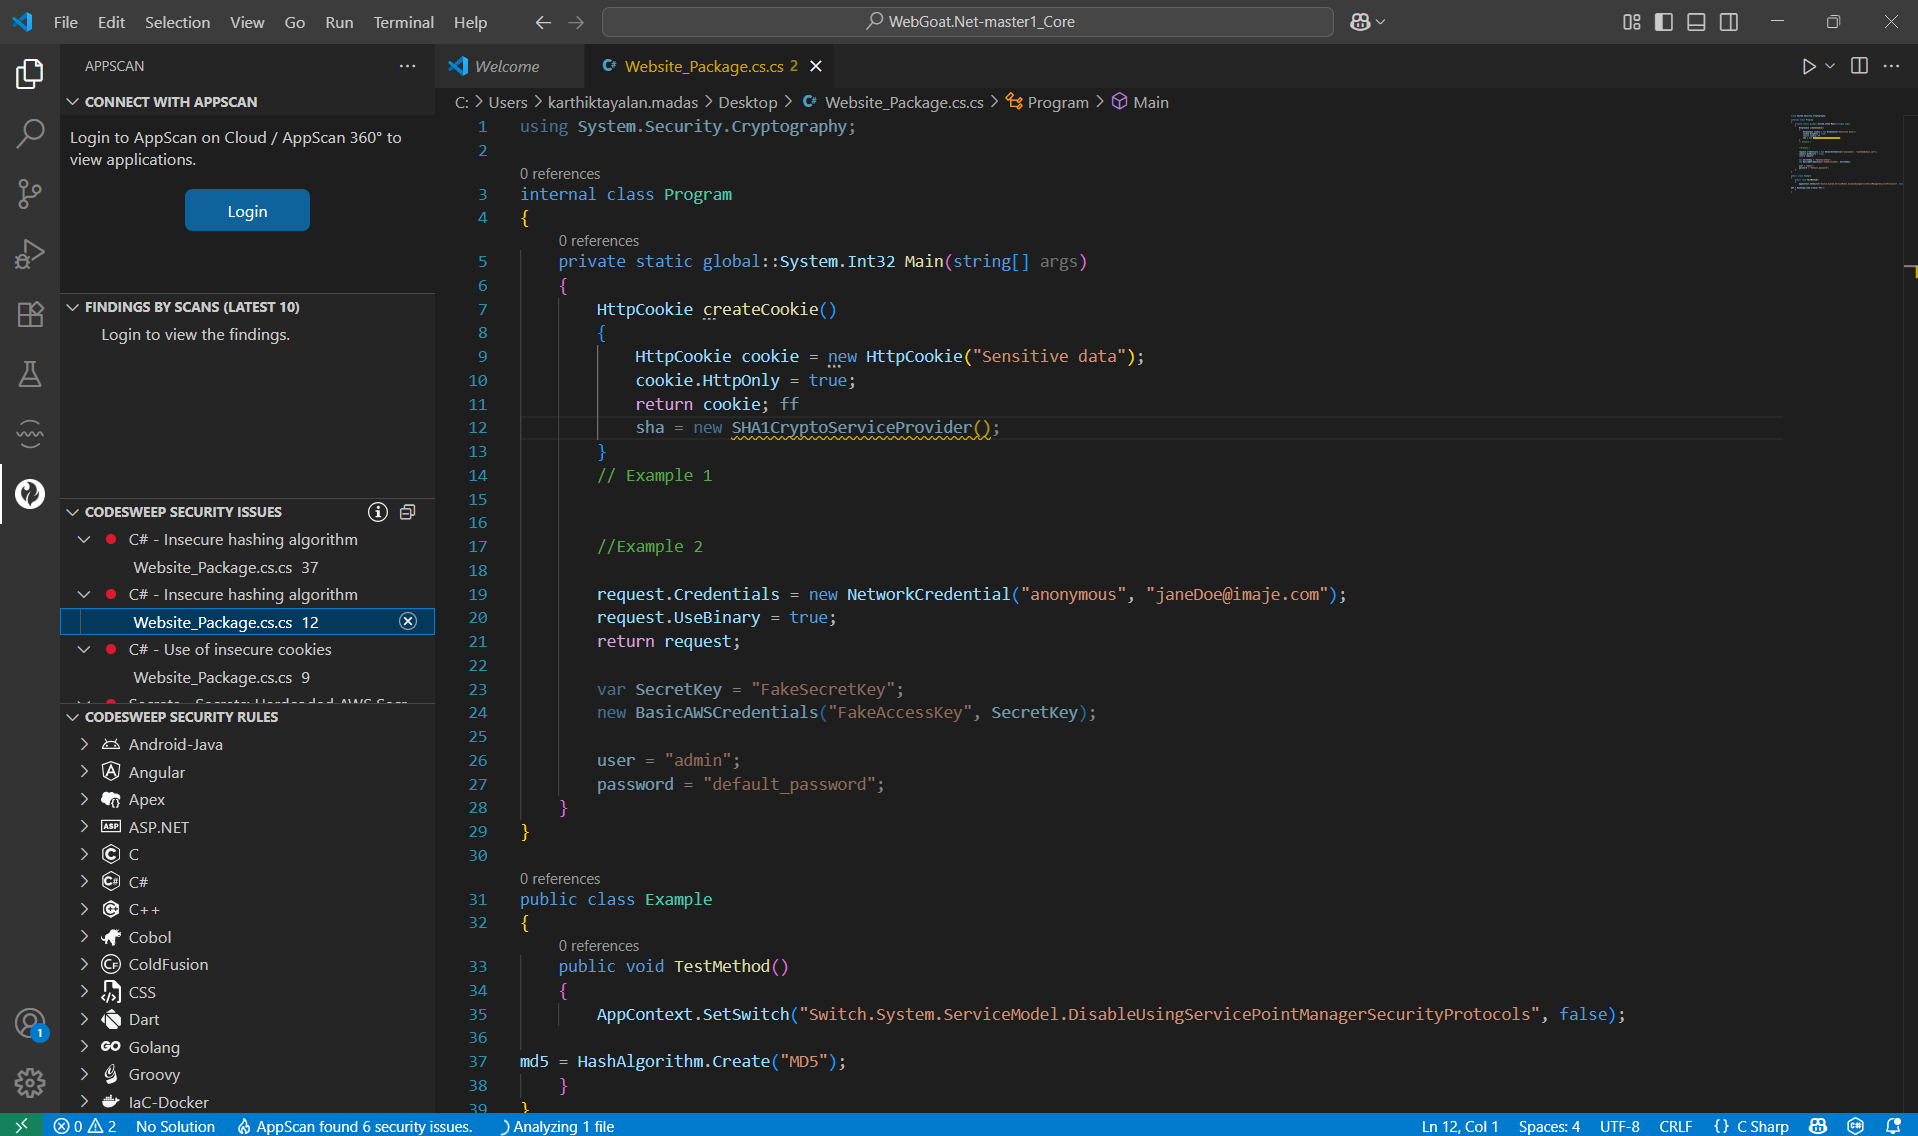 File Edit Selection View Go Run Terminal Help
WebGoat.Net-master1_Core
APPSCAN
CONNECT WITH APPSCAN
Login to AppScan on Cloud / AppScan 360° to
view applications.
Login
FINDINGS BY SCANS (LATEST 10)
Login to view the findings.
CODESWEEP SECURITY ISSUES
C# - Insecure hashing algorithm
Website_Package.cs.cs 37
C# - Insecure hashing algorithm
Website_Package.cs.cs 12
C# - Use of insecure cookies
Website_Package.cs.cs 9
CODESWEEP SECURITY RULES
Android-Java
Angular
Apex
ASP ASP.NET
C
C#
C++
Cobol
ColdFusion
CSS
Dart
GO Golang
Groovy
IaC-Docker
1
Welcome
C# Website_Package.cs.cs 2
C: > Users > karthiktayalan.madas > Desktop > C# Website_Package.cs.cs > Program > Main
1 using System.Security.Cryptography;
2
0 references
3 internal class Program
4 {
0 references
5 private static global::System.Int32 Main(string[] args)
6 {
7 HttpCookie createCookie()
8 {
9 HttpCookie cookie = new HttpCookie("Sensitive data");
10 cookie.HttpOnly = true;
11 return cookie; ff
12 sha = new SHA1CryptoServiceProvider();
13 }
14 // Example 1
15
16
17 //Example 2
18
19 request.Credentials = new NetworkCredential("anonymous", "janeDoe@imaje.com");
20 request.UseBinary = true;
21 return request;
22
23 var SecretKey = "FakeSecretKey";
24 new BasicAWSCredentials("FakeAccessKey", SecretKey);
25
26 user = "admin";
27 password = "default_password";
28 }
29 }
30
0 references
31 public class Example
32 {
0 references
33 public void TestMethod()
34 {
35 AppContext.SetSwitch("Switch.System.ServiceModel.DisableUsingServicePointManagerSecurityProtocols", false);
36
37 md5 = HashAlgorithm.Create("MD5");
38 }
39 }
0 2 No Solution AppScan found 6 security issues. Analyzing 1 file Ln 12, Col 1 Spaces: 4 UTF-8 CRLF {} C Sharp